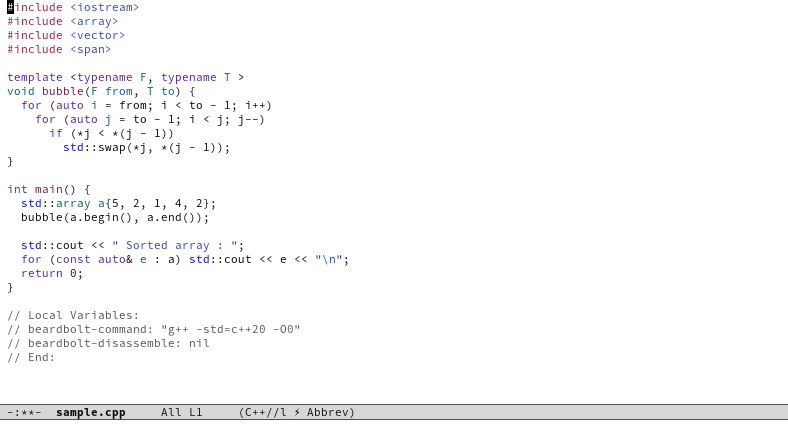 #include <iostream>
#include <array>
#include <vector>
#include <span>

template <typename F, typename T >
void bubble(F from, T to) {
  for (auto i = from; i < to - 1; i++)
    for (auto j = to - 1; i < j; j--)
      if (*j < *(j - 1))
        std::swap(*j, *(j - 1));
}

int main() {
  std::array a{5, 2, 1, 4, 2};
  bubble(a.begin(), a.end());

  std::cout << " Sorted array : ";
  for (const auto& e : a) std::cout << e << "\n";
  return 0;
}

// Local Variables:
// beardbolt-command: "g++ -std=c++20 -O0"
// beardbolt-disassemble: nil
// End:

-:**-  sample.cpp     All L1     (C++//l ⚡ Abbrev)